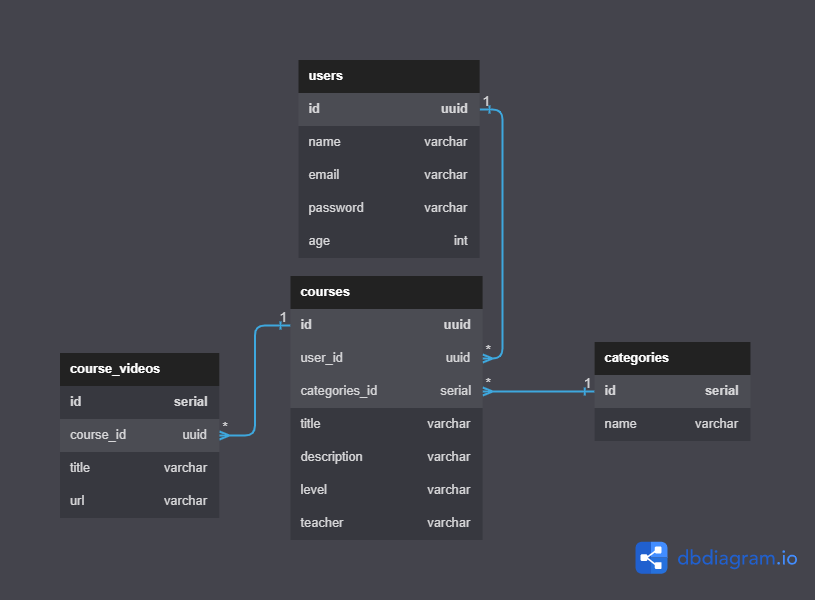 users
id uuid
name varchar
email varchar
password varchar
age int
1
courses
id uuid
user_id uuid
categories_id serial
title varchar
description varchar
level varchar
teacher varchar
1
*
*
course_videos
id serial
course_id uuid
title varchar
url varchar
*
categories
id serial
name varchar
1
dbdiagram.io